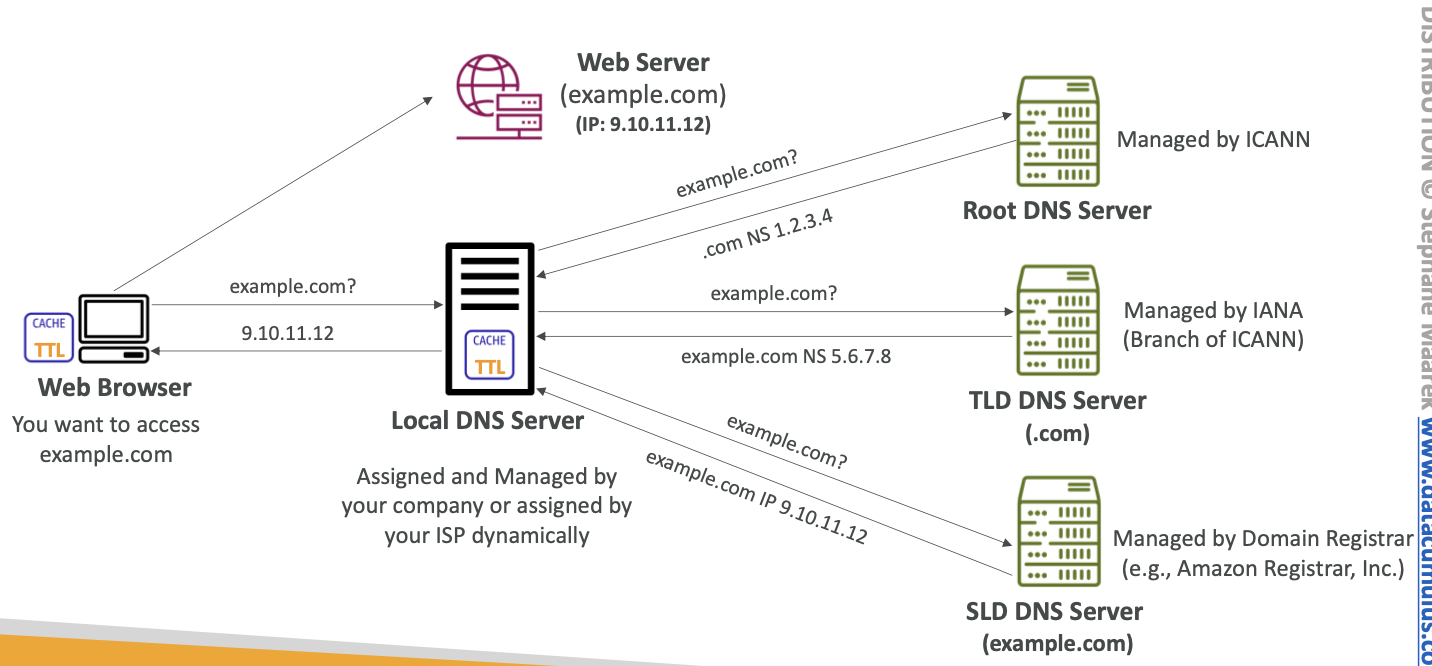 Web Server
(example.com)
(IP: 9.10.11.12)
example.com?
.com NS 1.2.3.4
Managed by ICANN
Root DNS Server
example.com?
9.10.11.12
CACHE
TTL
Web Browser
You want to access
example.com
CACHE
TTL
Local DNS Server
Assigned and Managed by
your company or assigned by
your ISP dynamically
example.com?
example.com NS 5.6.7.8
Managed by IANA
(Branch of ICANN)
TLD DNS Server
(.com)
example.com?
example.com IP 9.10.11.12
Managed by Domain Registrar
(e.g., Amazon Registrar, Inc.)
SLD DNS Server
(example.com)
DISTRIBUTION © Stephane Maarek www.datacumulus.co